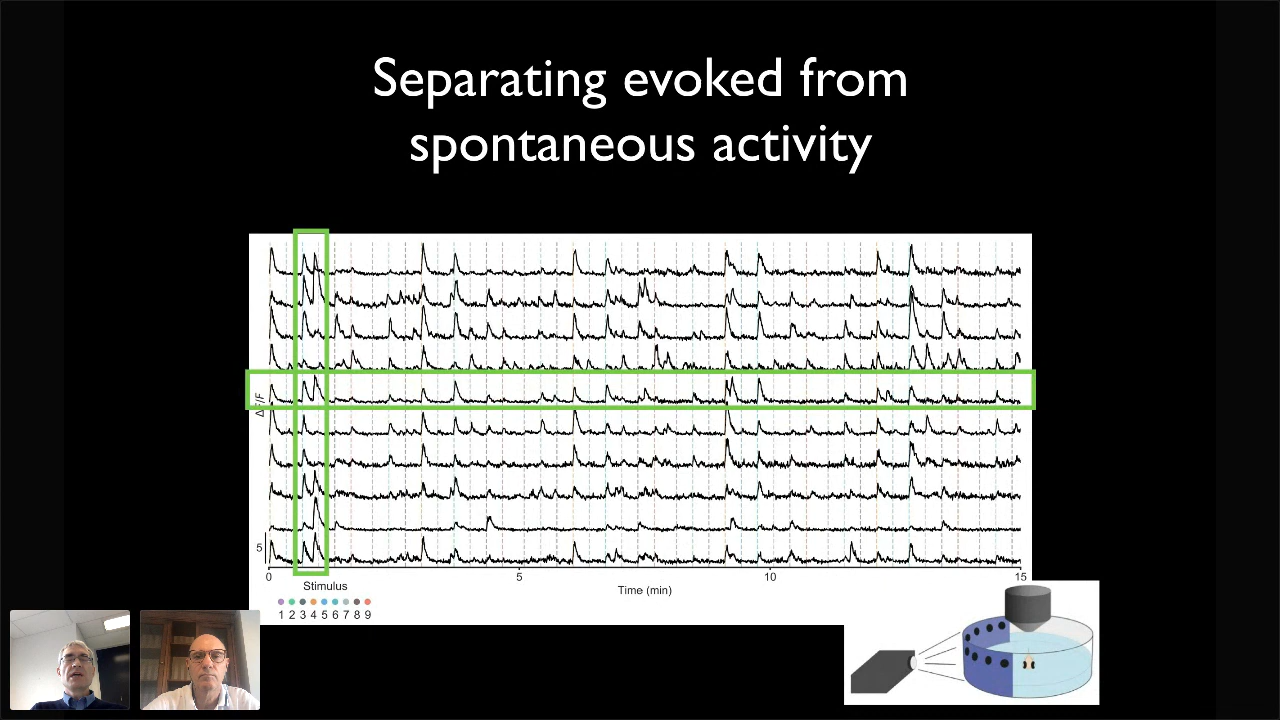 Separating evoked from
spontaneous activity
ΔF/F
5
0 5 10 15
Time (min)
Stimulus
1 2 3 4 5 6 7 8 9